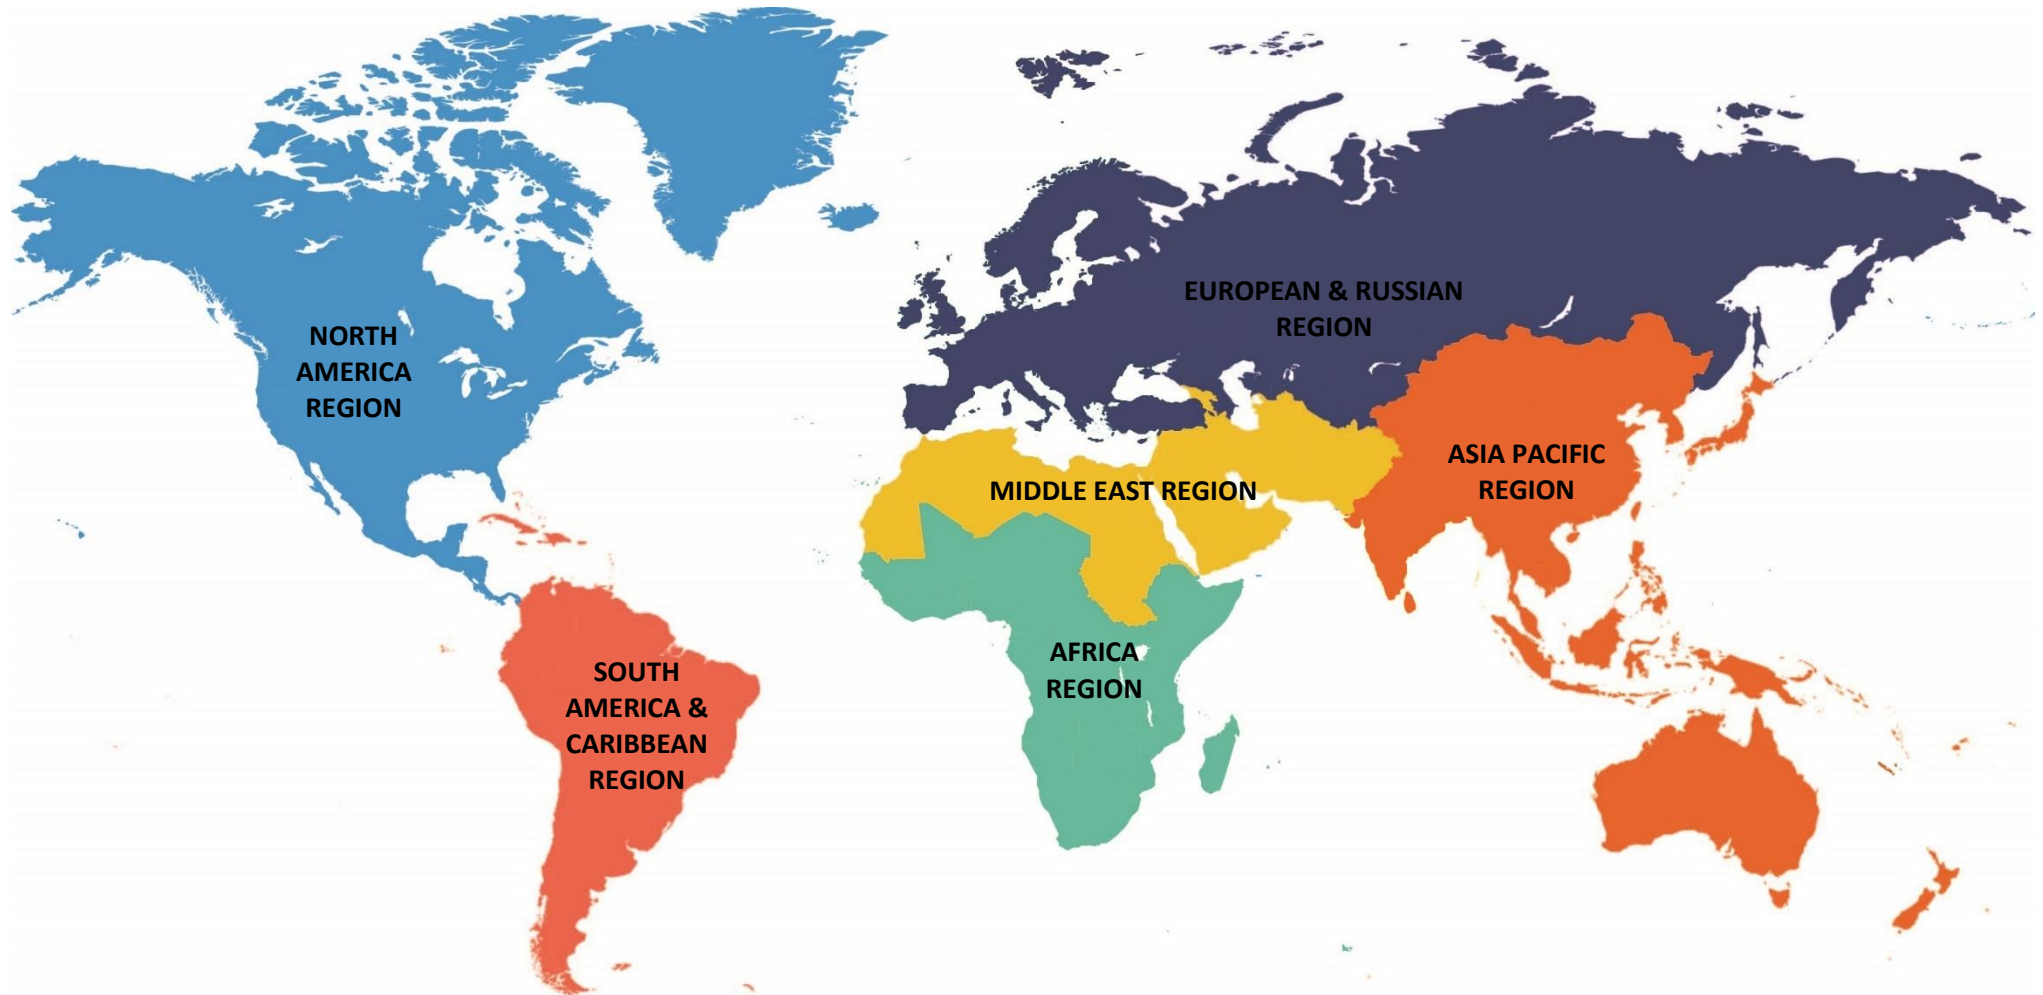 NORTH
AMERICA
REGION
SOUTH
AMERICA &
CARIBBEAN
REGION
EUROPEAN & RUSSIAN
REGION
MIDDLE EAST REGION
AFRICA
REGION
ASIA PACIFIC
REGION